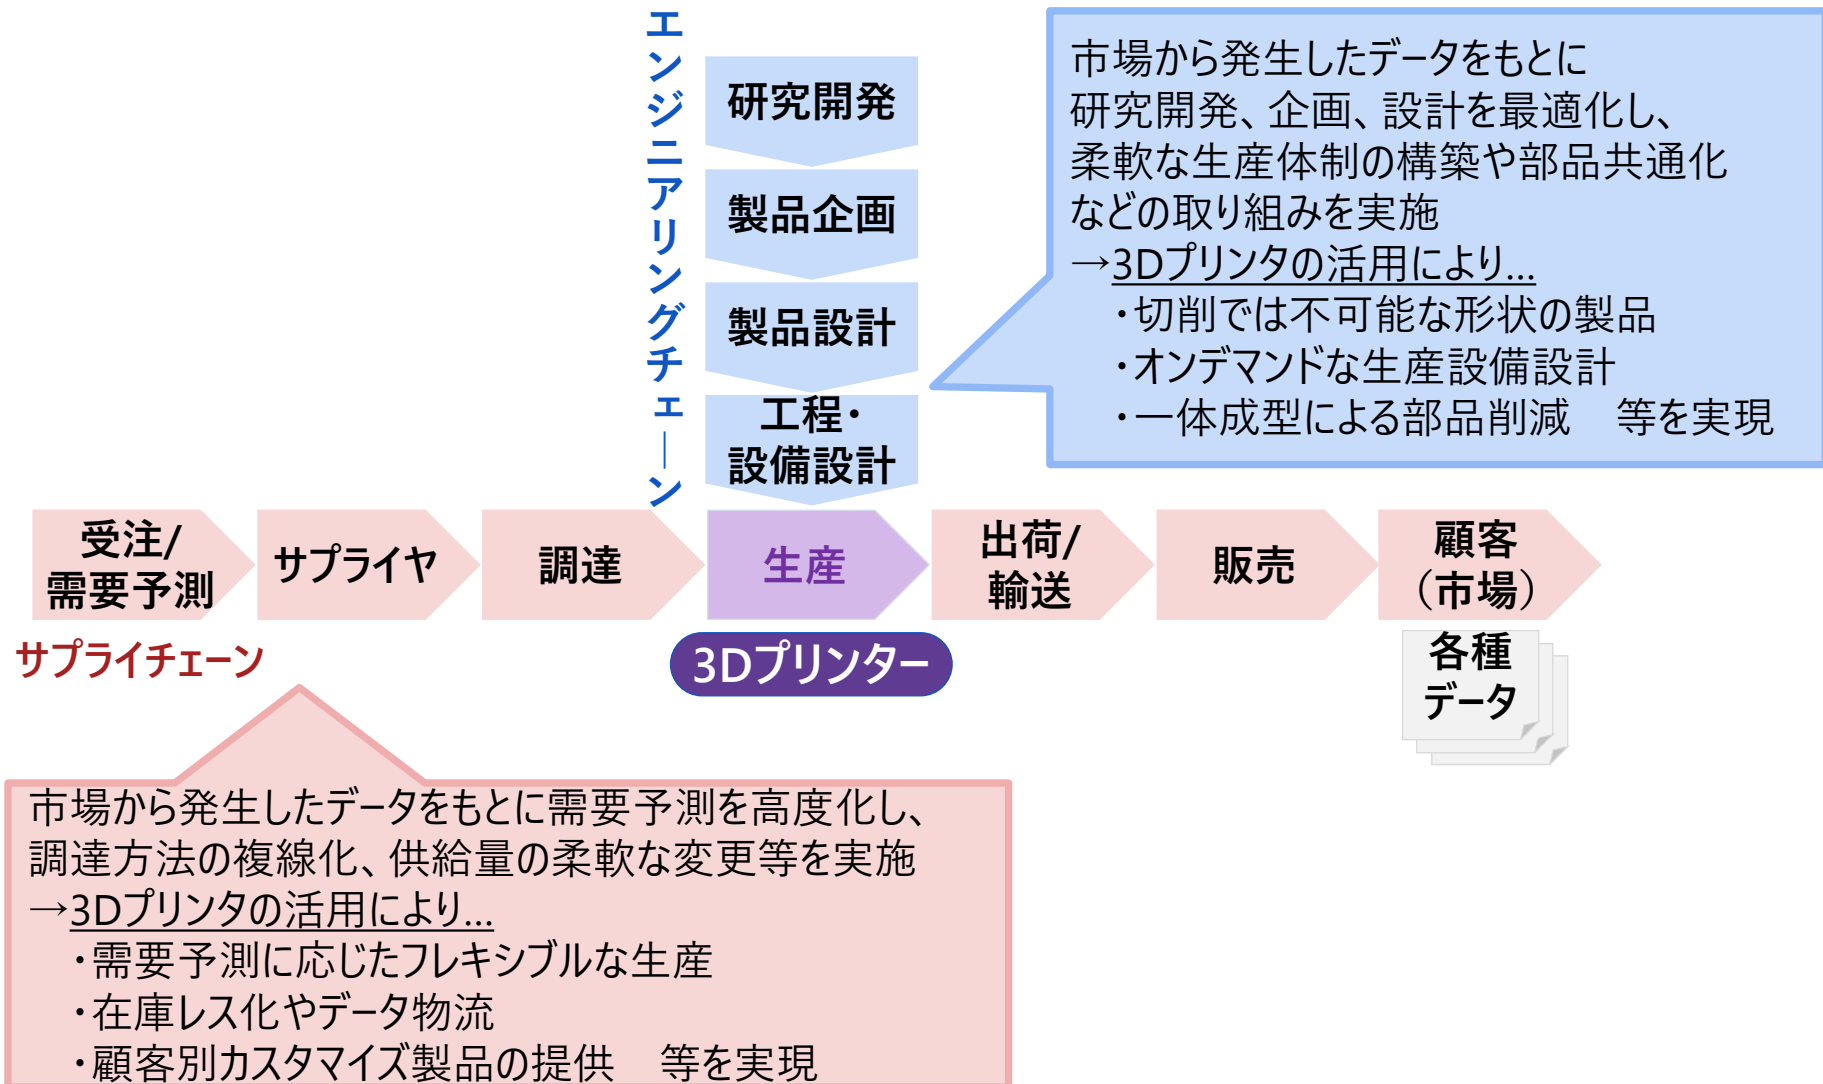 エンジニアリングチェーン
研究開発
製品企画
製品設計
工程・
設備設計
市場から発生したデータをもとに
研究開発、企画、設計を最適化し、
柔軟な生産体制の構築や部品共通化
などの取り組みを実施
→3Dプリンタの活用により…
・切削では不可能な形状の製品
・オンデマンドな生産設備設計
・一体成型による部品削減　等を実現
受注/
需要予測
サプライヤ
調達
生産
出荷/
輸送
販売
顧客
（市場）
サプライチェーン
3Dプリンター
各種
データ
市場から発生したデータをもとに需要予測を高度化し、
調達方法の複線化、供給量の柔軟な変更等を実施
→3Dプリンタの活用により…
・需要予測に応じたフレキシブルな生産
・在庫レス化やデータ物流
・顧客別カスタマイズ製品の提供　等を実現